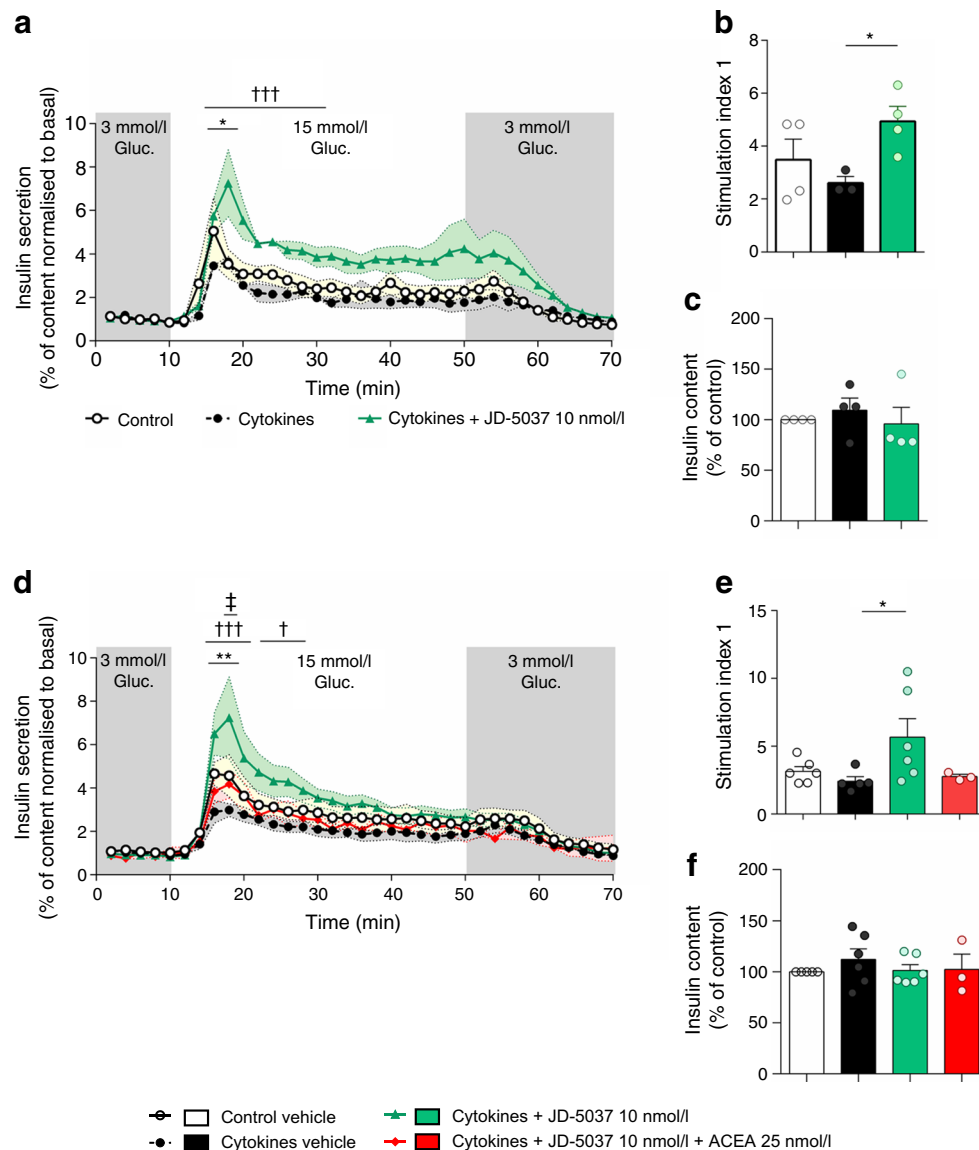 a
†††
*
3 mmol/l
Gluc.
15 mmol/l
Gluc.
3 mmol/l
Gluc.
Insulin secretion
(% of content normalised to basal)
10
8
6
4
2
0
0 10 20 30 40 50 60 70
Time (min)
Control Cytokines Cytokines + JD-5037 10 nmol/l
b
*
Stimulation index 1
8
6
4
2
0
c
Insulin content
(% of control)
200
150
100
50
0
d
‡
††† †
**
3 mmol/l
Gluc.
15 mmol/l
Gluc.
3 mmol/l
Gluc.
Insulin secretion
(% of content normalised to basal)
10
8
6
4
2
0
0 10 20 30 40 50 60 70
Time (min)
e
*
Stimulation index 1
15
10
5
0
f
Insulin content
(% of control)
200
150
100
50
0
Control vehicle Cytokines + JD-5037 10 nmol/l
Cytokines vehicle Cytokines + JD-5037 10 nmol/l + ACEA 25 nmol/l